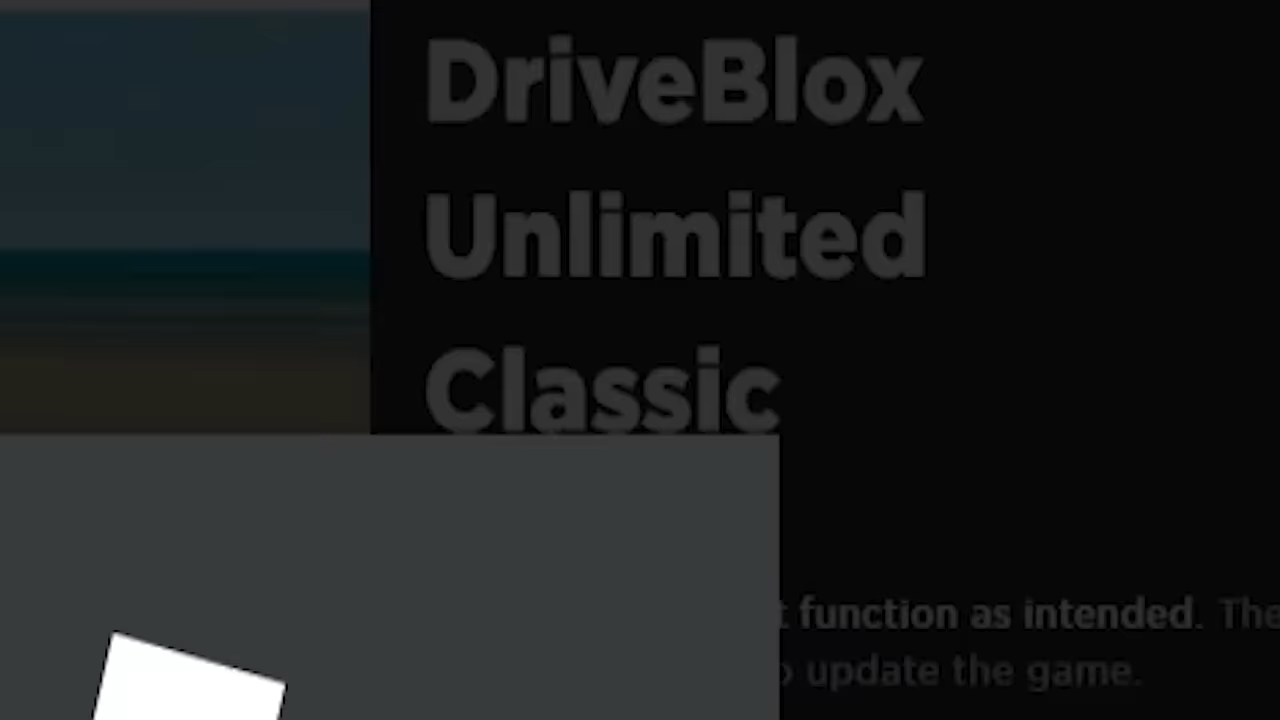 DriveBlox
Unlimited
Classic
function as intended. The
update the game.